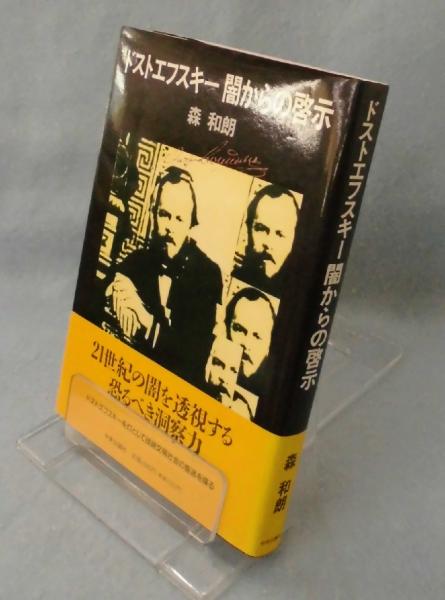 ドストエフスキー 闇からの啓示
森 和朗
21世紀の闇を透視する
恐るべき洞察力
ドストエフスキー 闇からの啓示
森 和朗